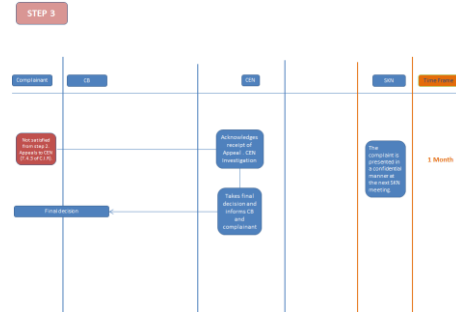 STEP 3
Complainant
CB
CEN
SKN
Time Frame
Not satisfied
from step 2.
Appeals to CEN
Acknowledges
receipt of
Appeal - CEN
Investigation
The
complaint is
presented in
a confidential
manner at
the next SKN
meeting
1 Month
Takes final
decision and
informs CB
and
complainant
Final decision